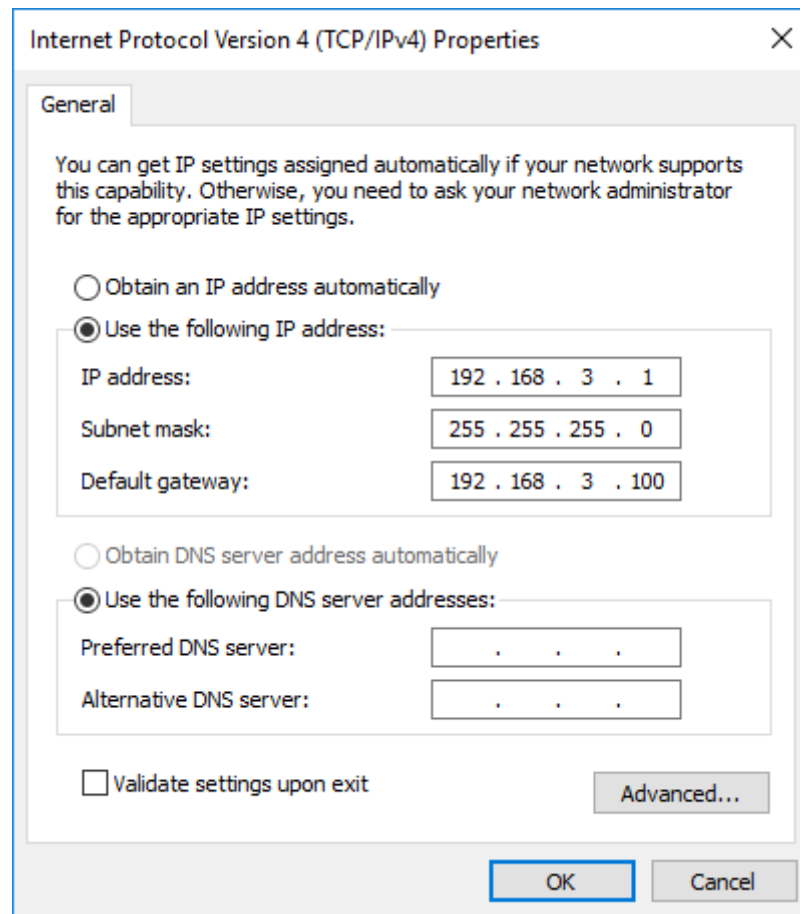 Internet Protocol Version 4 (TCP/IPv4) Properties
General
You can get IP settings assigned automatically if your network supports
this capability. Otherwise, you need to ask your network administrator
for the appropriate IP settings.
Obtain an IP address automatically
Use the following IP address:
IP address: 192 . 168 . 3 . 1
Subnet mask: 255 . 255 . 255 . 0
Default gateway: 192 . 168 . 3 . 100
Obtain DNS server address automatically
Use the following DNS server addresses:
Preferred DNS server: . . .
Alternative DNS server: . . .
Validate settings upon exit
Advanced...
OK Cancel